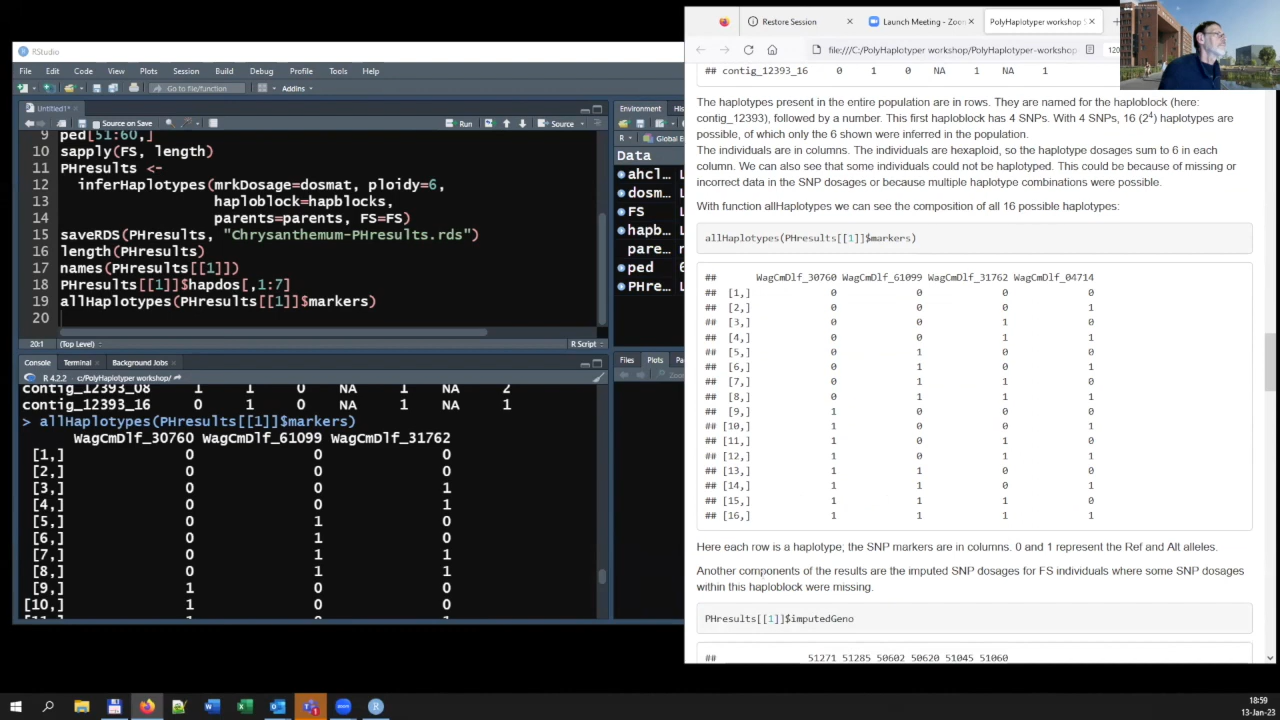 RStudio
File Edit Code View Plots Session Build Debug Profile Tools Help
Go to file/function Addins
Untitled1*
Source on Save Run Source
9 ped[51:60,]
10 sapply(FS, length)
11 PHresults <-
12 inferHaplotypes(mrkDosage=dosmat, ploidy=6,
13 haploblock=hapblocks,
14 parents=parents, FS=FS)
15 saveRDS(PHresults, "Chrysanthemum-PHresults.rds")
16 length(PHresults)
17 names(PHresults[[1]])
18 PHresults[[1]]$hapdos[,1:7]
19 allHaplotypes(PHresults[[1]]$markers)
20
20:1 (Top Level) R Script
Console Terminal Background Jobs
R 4.2.2 · c:/PolyHaplotyper workshop/
contig_12393_08 1 1 0 NA 1 NA 2
contig_12393_16 0 1 0 NA 1 NA 1
> allHaplotypes(PHresults[[1]]$markers)
WagCmDlf_30760 WagCmDlf_61099 WagCmDlf_31762
[1,] 0 0 0
[2,] 0 0 0
[3,] 0 0 1
[4,] 0 0 1
[5,] 0 1 0
[6,] 0 1 0
[7,] 0 1 1
[8,] 0 1 1
[9,] 1 0 0
[10,] 1 0 0
Environment His
R Global E
Data
ahcl... L
dosm... L
FS L
hapb... L
pare... n
ped 6
PHre... L
Files Plots Pa
Restore Session
Launch Meeting - Zoo
PolyHaplotyper workshop
file:///C:/PolyHaplotyper workshop/PolyHaplotyper-workshop 120
## contig_12393_16 0 1 0 NA 1 NA 1
The haplotypes present in the entire population are in rows. They are named for the haploblock (here:
contig_12393), followed by a number. This first haploblock has 4 SNPs. With 4 SNPs, 16 (2⁴) haplotypes are
possible, of which only the 6 shown were inferred in the population.
The individuals are in columns. The individuals are hexaploid, so the haplotype dosages sum to 6 in each
column. We can also see that some individuals could not be haplotyped. This could be because of missing or
incorrect data in the SNP dosages or because multiple haplotype combinations were possible.
With function allHaplotypes we can see the composition of all 16 possible haplotypes:
allHaplotypes(PHresults[[1]]$markers)
## WagCmDlf_30760 WagCmDlf_61099 WagCmDlf_31762 WagCmDlf_04714
## [1,] 0 0 0 0
## [2,] 0 0 0 1
## [3,] 0 0 1 0
## [4,] 0 0 1 1
## [5,] 0 1 0 0
## [6,] 0 1 0 1
## [7,] 0 1 1 0
## [8,] 0 1 1 1
## [9,] 1 0 0 0
## [10,] 1 0 0 1
## [11,] 1 0 1 0
## [12,] 1 0 1 1
## [13,] 1 1 0 0
## [14,] 1 1 0 1
## [15,] 1 1 1 0
## [16,] 1 1 1 1
Here each row is a haplotype; the SNP markers are in columns. 0 and 1 represent the Ref and Alt alleles.
Another components of the results are the imputed SNP dosages for FS individuals where some SNP dosages
within this haploblock were missing.
PHresults[[1]]$imputedGeno
## 51271 51285 50602 50620 51045 51060
18:59
13-Jan-23